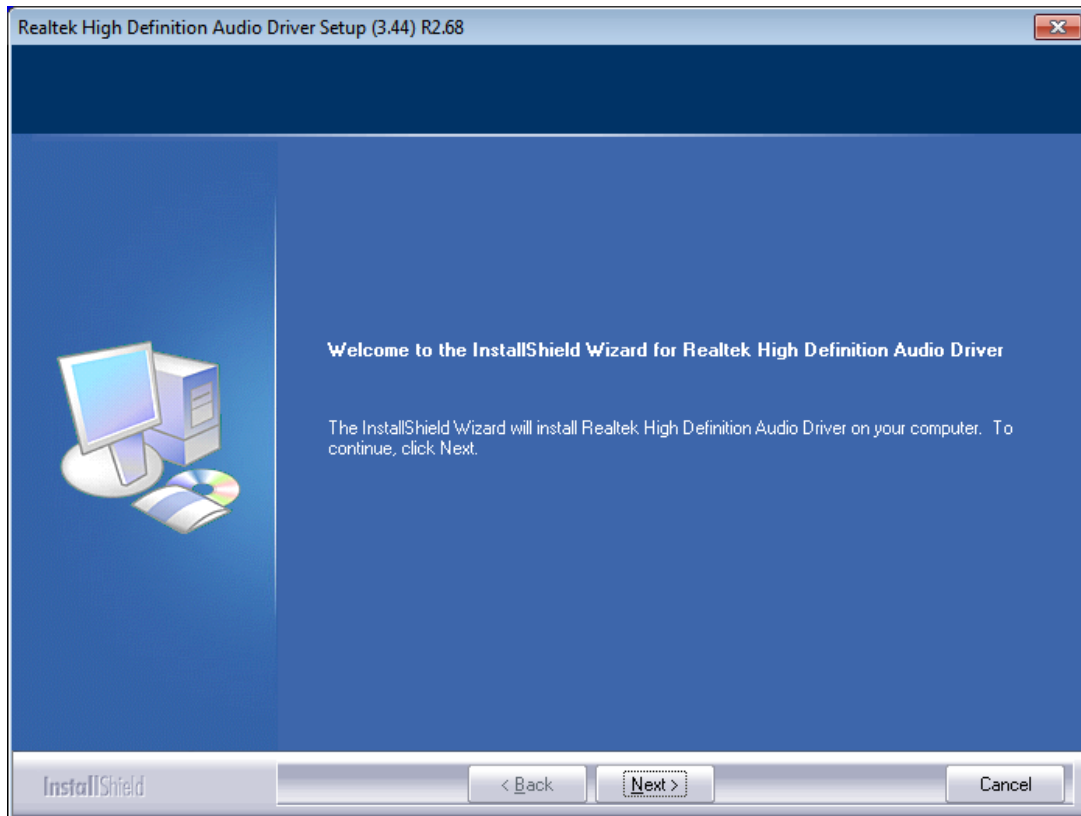 Realtek High Definition Audio Driver Setup (3.44) R2.68
Welcome to the InstallShield Wizard for Realtek High Definition Audio Driver
The InstallShield Wizard will install Realtek High Definition Audio Driver on your computer.  To
continue, click Next.
InstallShield
< Back
Next >
Cancel